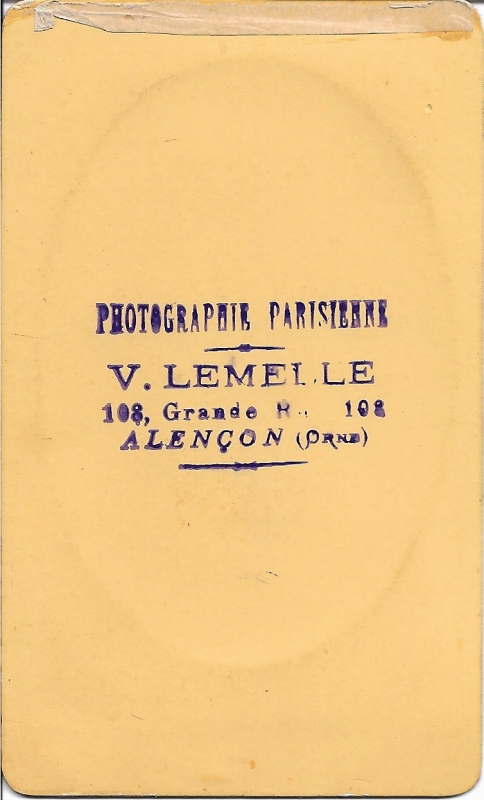 PHOTOGRAPHIE PARISIENNE
V. LEMELLE
108, Grande R., 108
ALENÇON (ORNE)